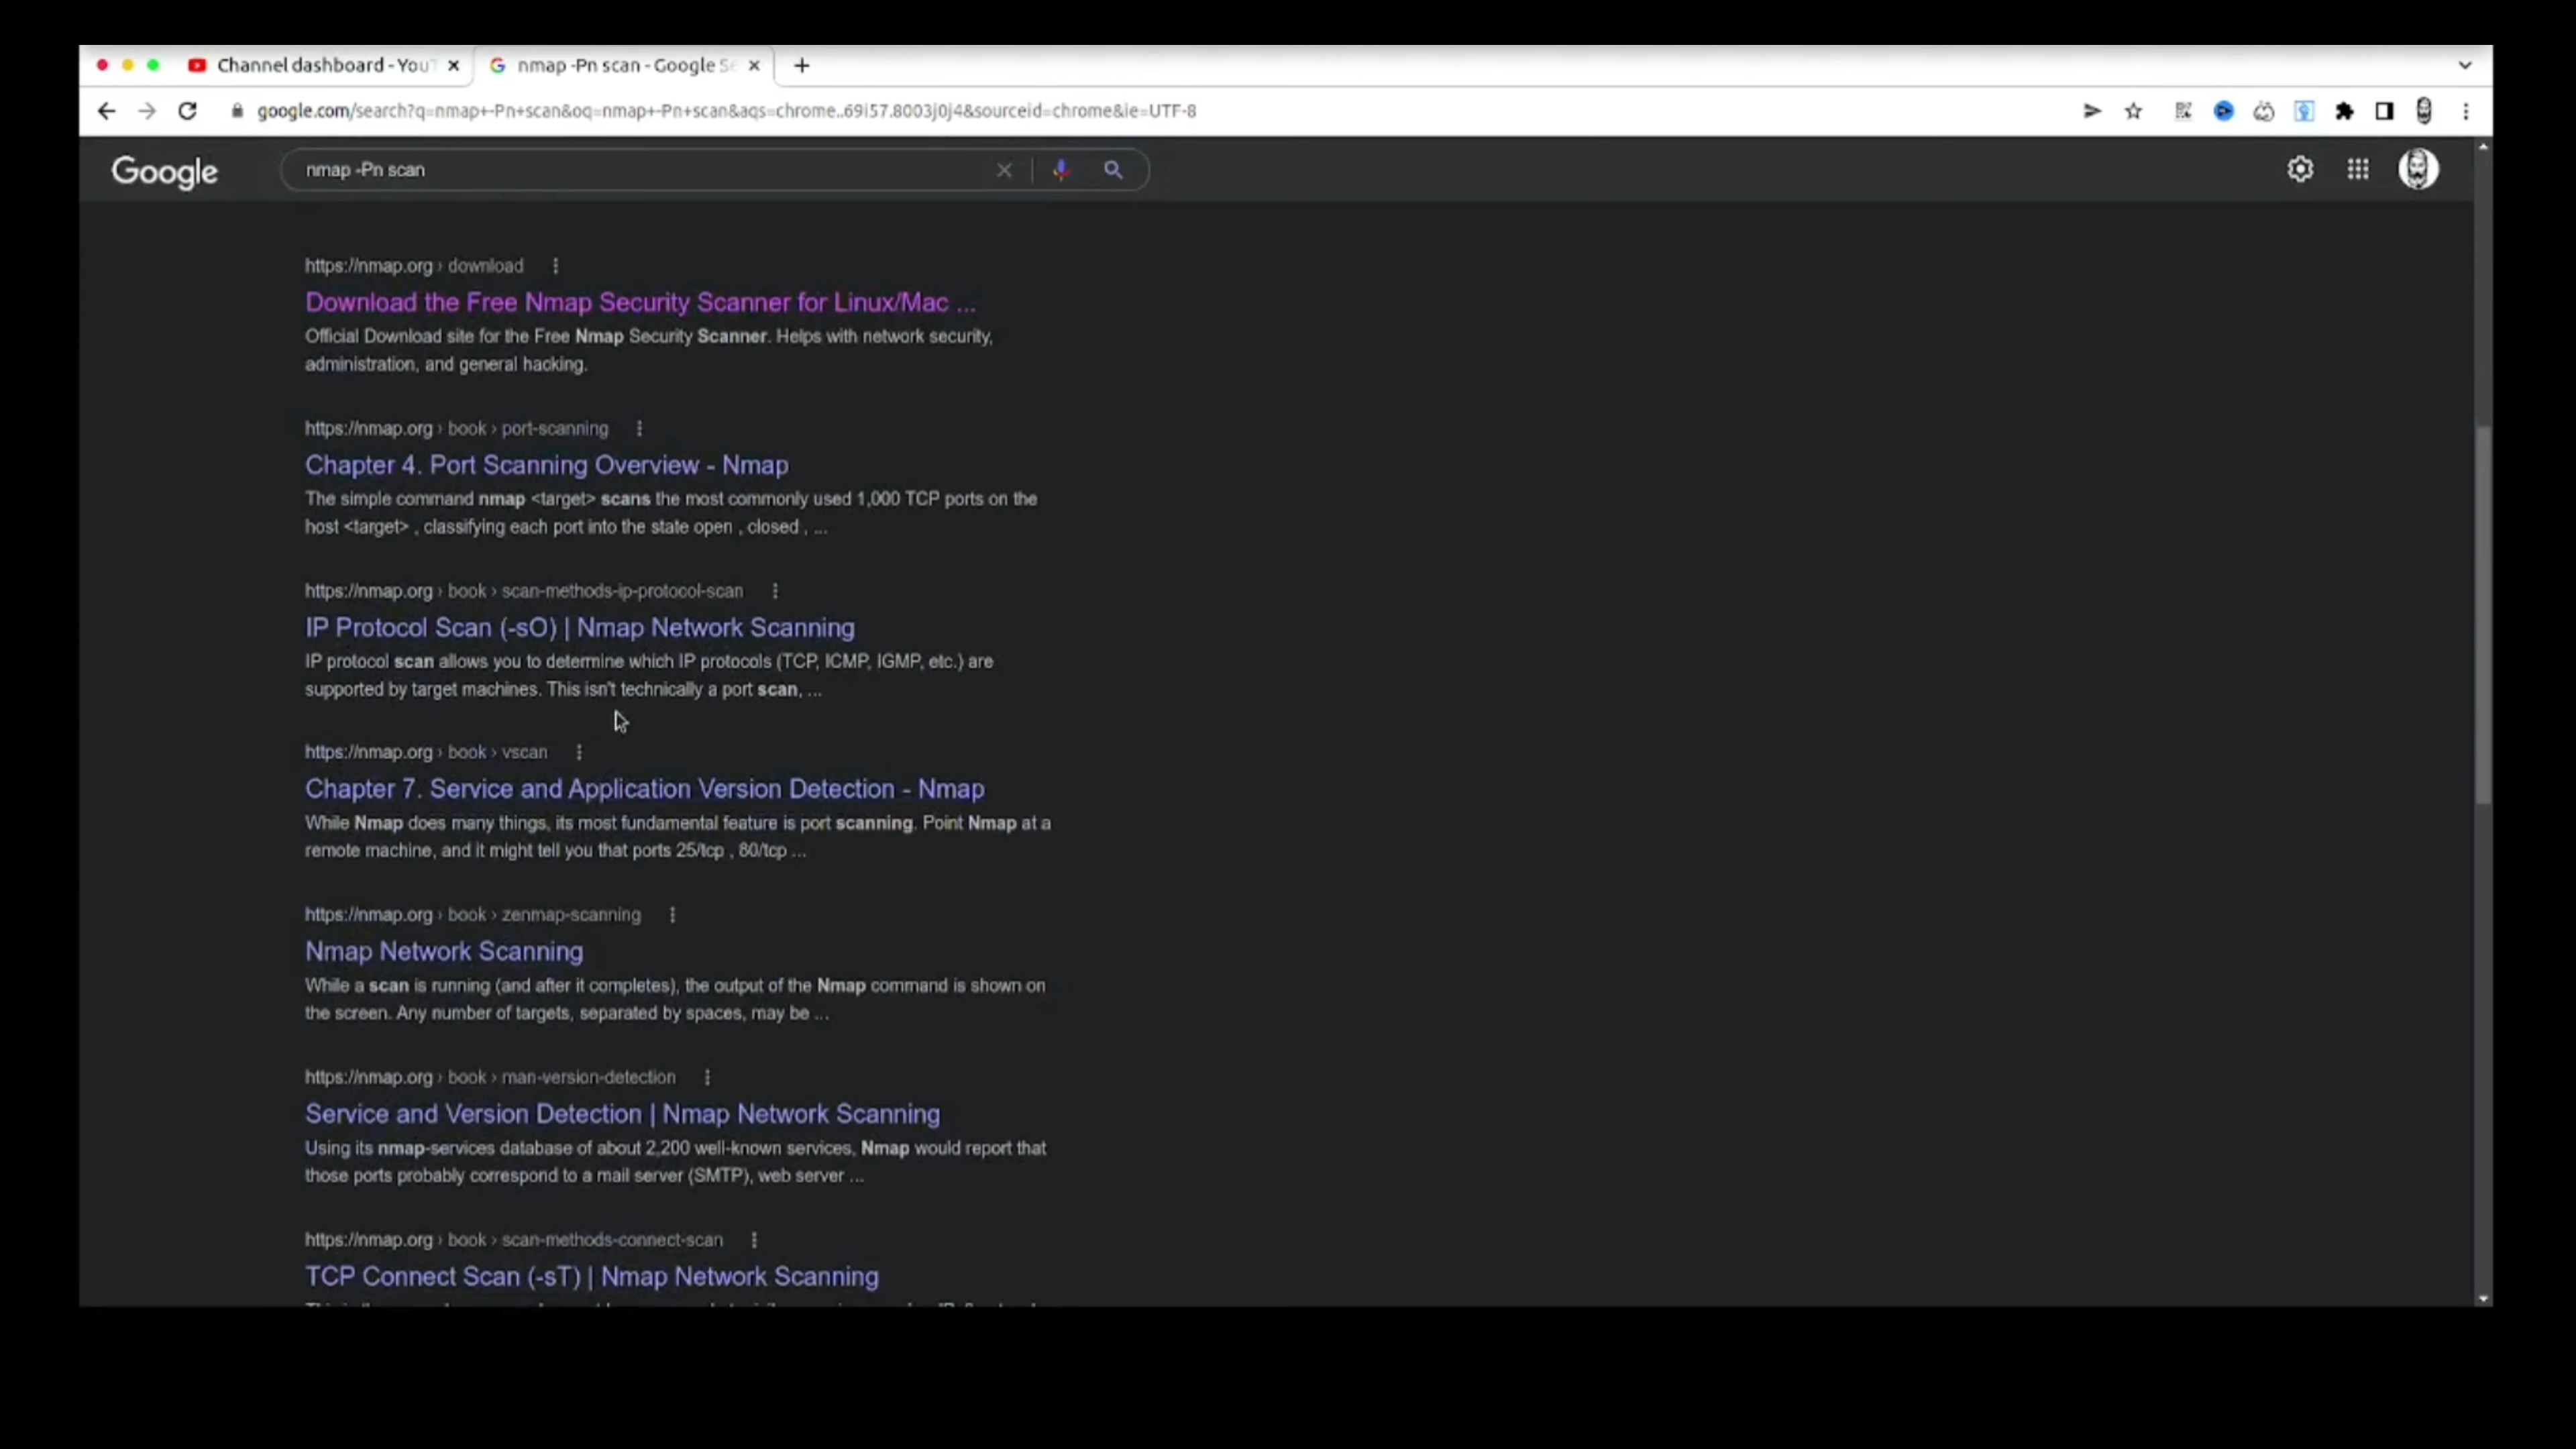 Channel dashboard - YouT
nmap -Pn scan - Google Se
google.com/search?q=nmap+-Pn+scan&oq=nmap+-Pn+scan&aqs=chrome..69i57.8003j0j4&sourceid=chrome&ie=UTF-8
Google
nmap -Pn scan
https://nmap.org › download
Download the Free Nmap Security Scanner for Linux/Mac ...
Official Download site for the Free Nmap Security Scanner. Helps with network security,
administration, and general hacking.
https://nmap.org › book › port-scanning
Chapter 4. Port Scanning Overview - Nmap
The simple command nmap <target> scans the most commonly used 1,000 TCP ports on the
host <target> , classifying each port into the state open , closed , ...
https://nmap.org › book › scan-methods-ip-protocol-scan
IP Protocol Scan (-sO) | Nmap Network Scanning
IP protocol scan allows you to determine which IP protocols (TCP, ICMP, IGMP, etc.) are
supported by target machines. This isn't technically a port scan, ...
https://nmap.org › book › vscan
Chapter 7. Service and Application Version Detection - Nmap
While Nmap does many things, its most fundamental feature is port scanning. Point Nmap at a
remote machine, and it might tell you that ports 25/tcp , 80/tcp ...
https://nmap.org › book › zenmap-scanning
Nmap Network Scanning
While a scan is running (and after it completes), the output of the Nmap command is shown on
the screen. Any number of targets, separated by spaces, may be ...
https://nmap.org › book › man-version-detection
Service and Version Detection | Nmap Network Scanning
Using its nmap-services database of about 2,200 well-known services, Nmap would report that
those ports probably correspond to a mail server (SMTP), web server ...
https://nmap.org › book › scan-methods-connect-scan
TCP Connect Scan (-sT) | Nmap Network Scanning